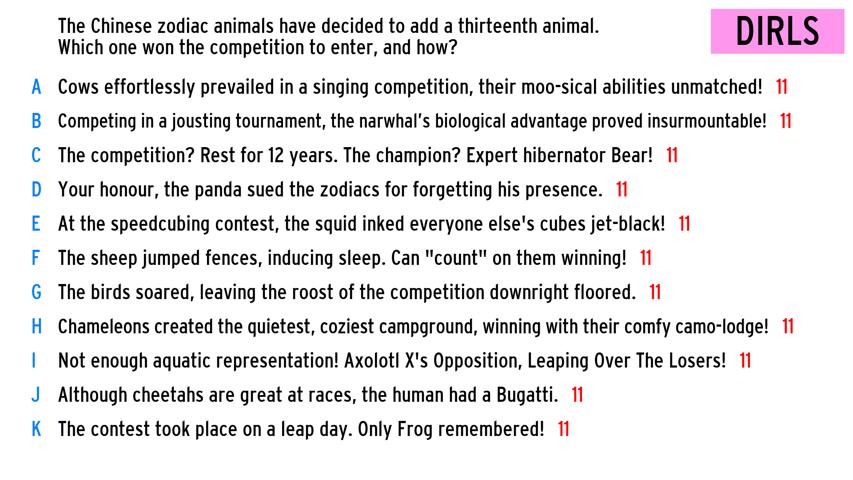 The Chinese zodiac animals have decided to add a thirteenth animal.
Which one won the competition to enter, and how?
DIRLS
A Cows effortlessly prevailed in a singing competition, their moo-sical abilities unmatched! 11
B Competing in a jousting tournament, the narwhal's biological advantage proved insurmountable! 11
C The competition? Rest for 12 years. The champion? Expert hibernator Bear! 11
D Your honour, the panda sued the zodiacs for forgetting his presence. 11
E At the speedcubing contest, the squid inked everyone else's cubes jet-black! 11
F The sheep jumped fences, inducing sleep. Can "count" on them winning! 11
G The birds soared, leaving the roost of the competition downright floored. 11
H Chameleons created the quietest, coziest campground, winning with their comfy camo-lodge! 11
I Not enough aquatic representation! Axolotl X's Opposition, Leaping Over The Losers! 11
J Although cheetahs are great at races, the human had a Bugatti. 11
K The contest took place on a leap day. Only Frog remembered! 11